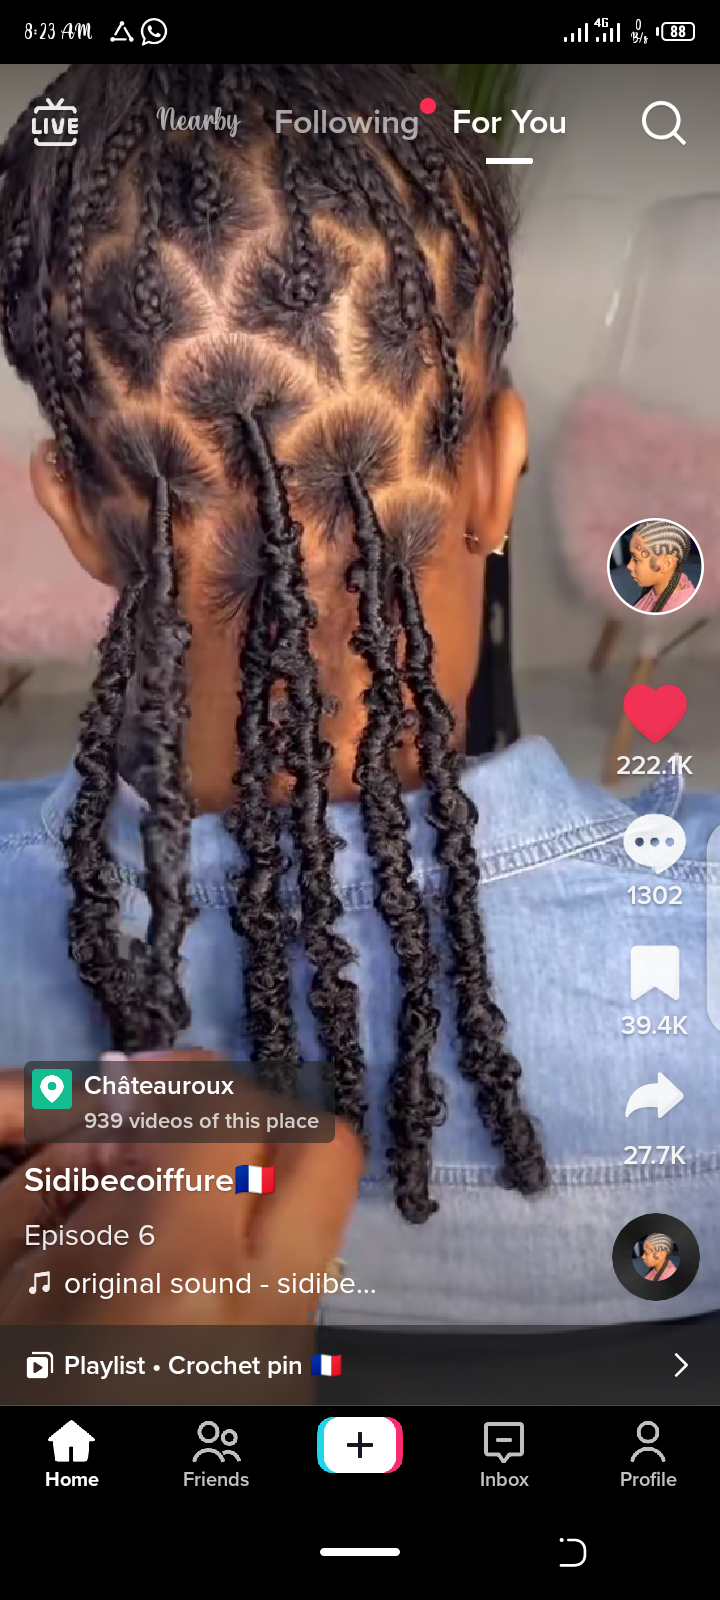 8:23 AM
4G
0
B/s
88
LIVE
Nearby
Following
For You
222.1K
1302
39.4K
27.7K
Châteauroux
939 videos of this place
Sidibecoiffure🇫🇷
Episode 6
original sound - sidibe...
Playlist • Crochet pin 🇫🇷
Home
Friends
Inbox
Profile